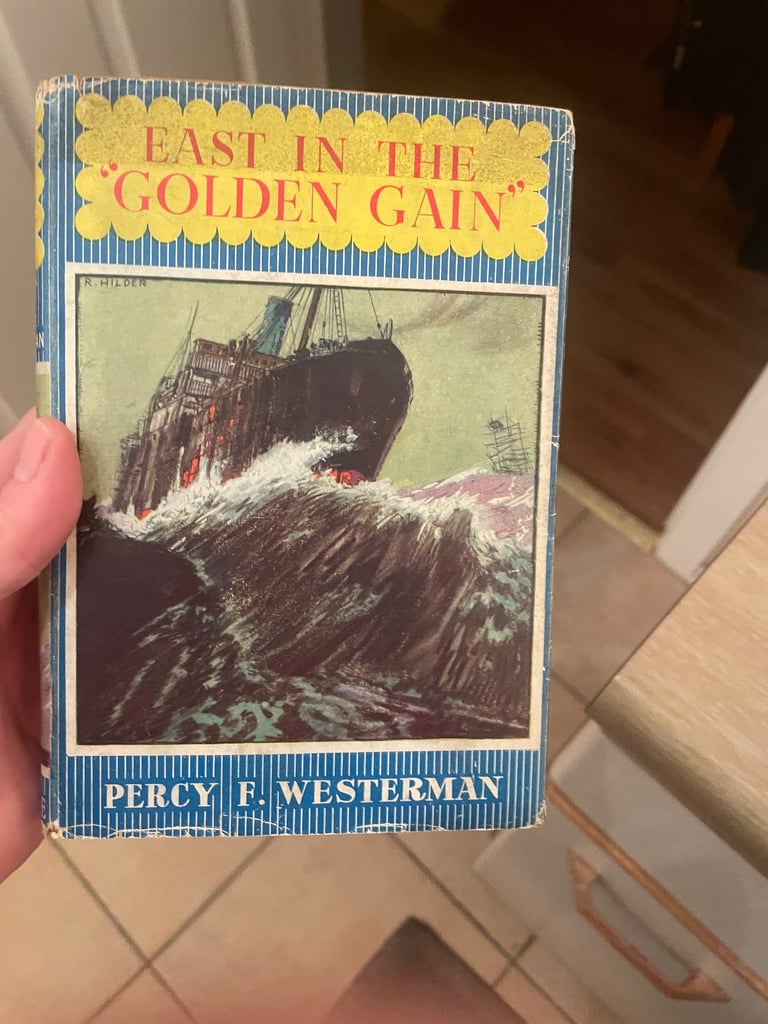 EAST IN THE
"GOLDEN GAIN"
R. HILDER
PERCY F. WESTERMAN